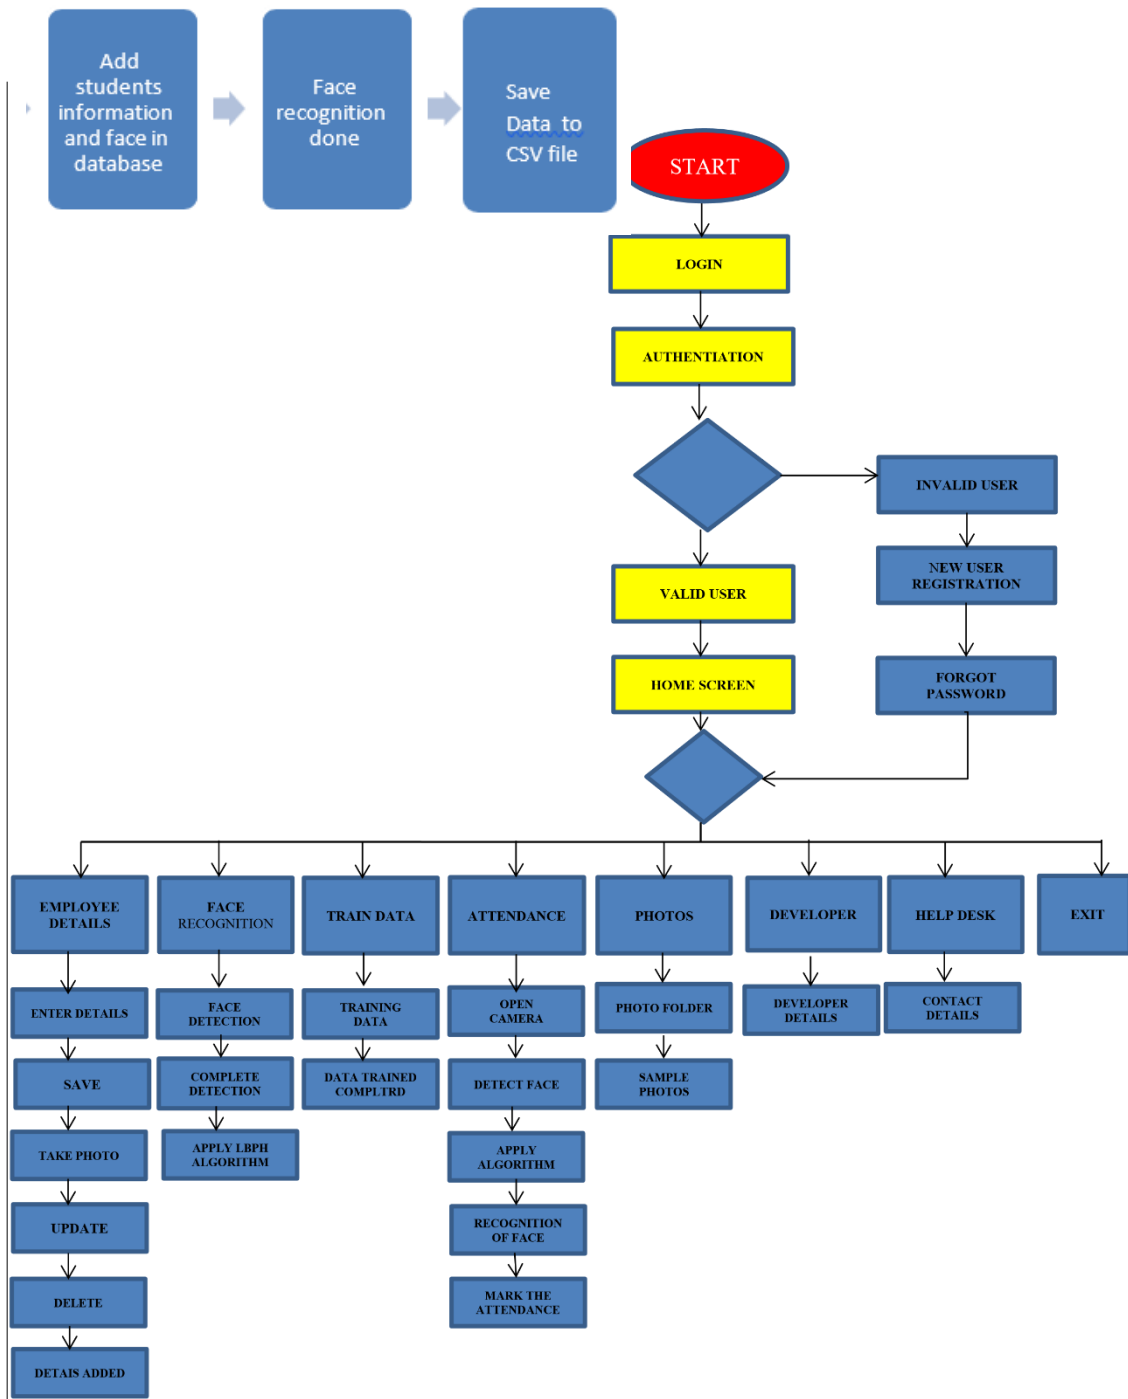 Add
students
information
and face in
database
Face
recognition
done
Save
Data to
CSV file
START
LOGIN
AUTHENTIATION
INVALID USER
NEW USER
REGISTRATION
VALID USER
HOME SCREEN
FORGOT
PASSWORD
EMPLOYEE
DETAILS
FACE
RECOGNITION
TRAIN DATA
ATTENDANCE
PHOTOS
DEVELOPER
HELP DESK
EXIT
ENTER DETAILS
FACE
DETECTION
TRAINING
DATA
OPEN
CAMERA
PHOTO FOLDER
DEVELOPER
DETAILS
CONTACT
DETAILS
SAVE
COMPLETE
DETECTION
DATA TRAINED
COMPLTRD
DETECT FACE
SAMPLE
PHOTOS
TAKE PHOTO
APPLY LBPH
ALGORITHM
APPLY
ALGORITHM
UPDATE
RECOGNITION
OF FACE
DELETE
MARK THE
ATTENDANCE
DETAIS ADDED